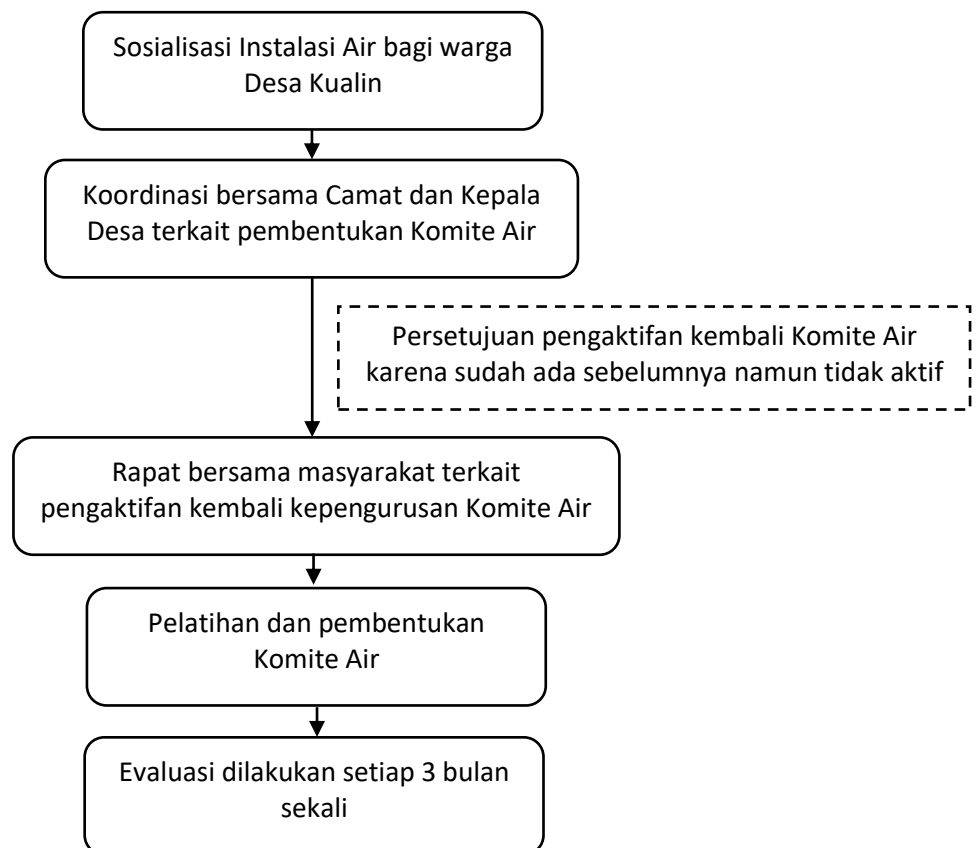 Sosialisasi Instalasi Air bagi warga
Desa Kualin
Koordinasi bersama Camat dan Kepala
Desa terkait pembentukan Komite Air
Persetujuan pengaktifan kembali Komite Air
karena sudah ada sebelumnya namun tidak aktif
Rapat bersama masyarakat terkait
pengaktifan kembali kepengurusan Komite Air
Pelatihan dan pembentukan
Komite Air
Evaluasi dilakukan setiap 3 bulan
sekali